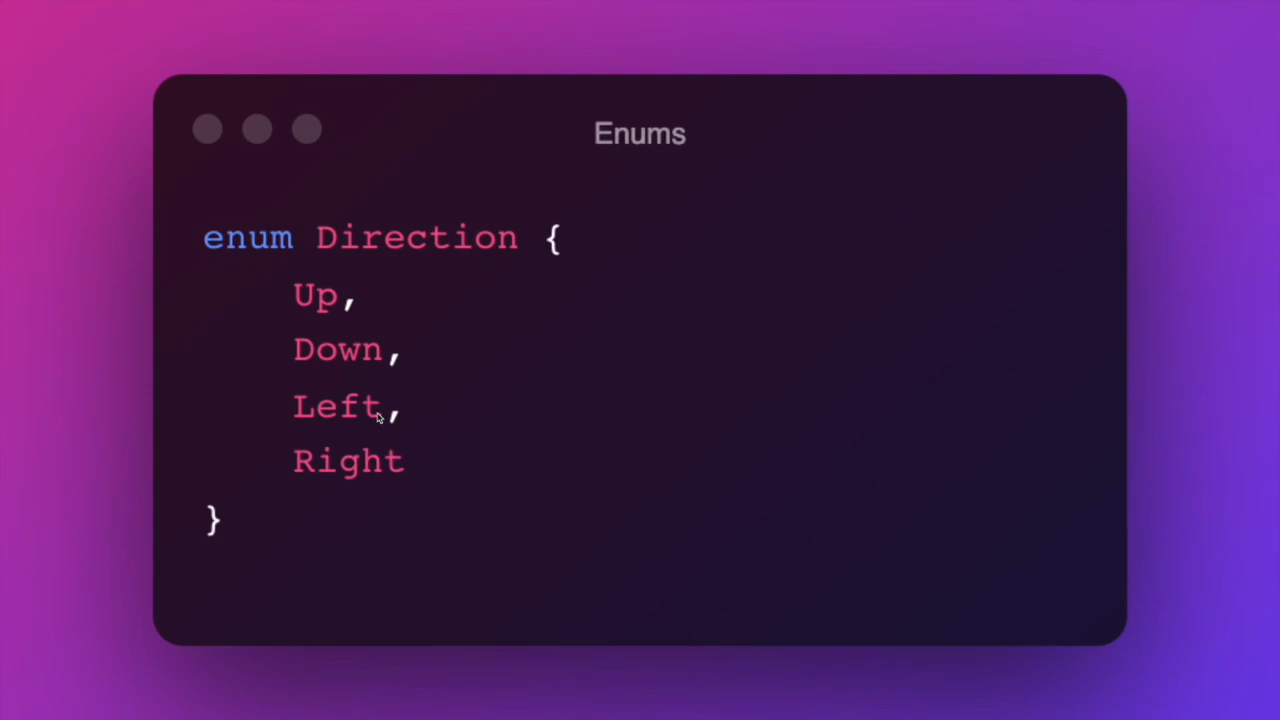 Enums
enum Direction {
Up,
Down,
Left,
Right
}